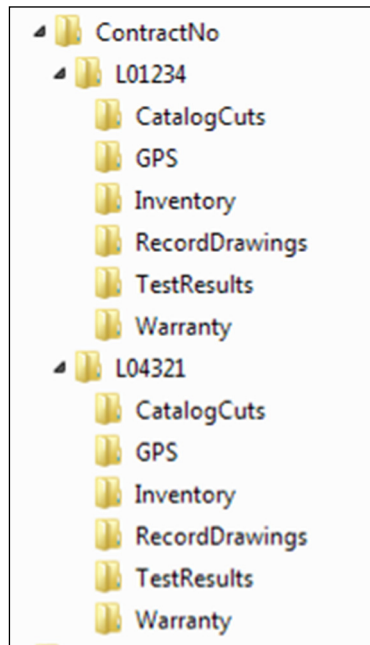 ContractNo
L01234
CatalogCuts
GPS
Inventory
RecordDrawings
TestResults
Warranty
L04321
CatalogCuts
GPS
Inventory
RecordDrawings
TestResults
Warranty